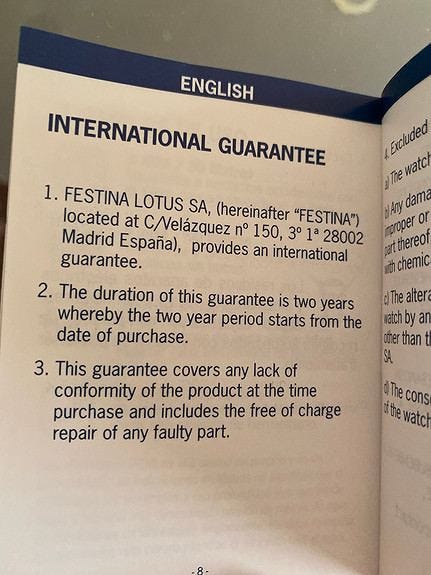 ENGLISH
INTERNATIONAL GUARANTEE
1. FESTINA LOTUS SA, (hereinafter “FESTINA”)
located at C/Velázquez nº 150, 3º 1ª 28002
Madrid España), provides an international
guarantee.
2. The duration of this guarantee is two years
whereby the two year period starts from the
date of purchase.
3. This guarantee covers any lack of
conformity of the product at the time
purchase and includes the free of charge
repair of any faulty part.
-8-
4. Excluded
a) The watch
b) Any dama
improper or
part thereof
with chemic
c) The altera
watch by an
other than t
SA.
d) The cons
of the watch